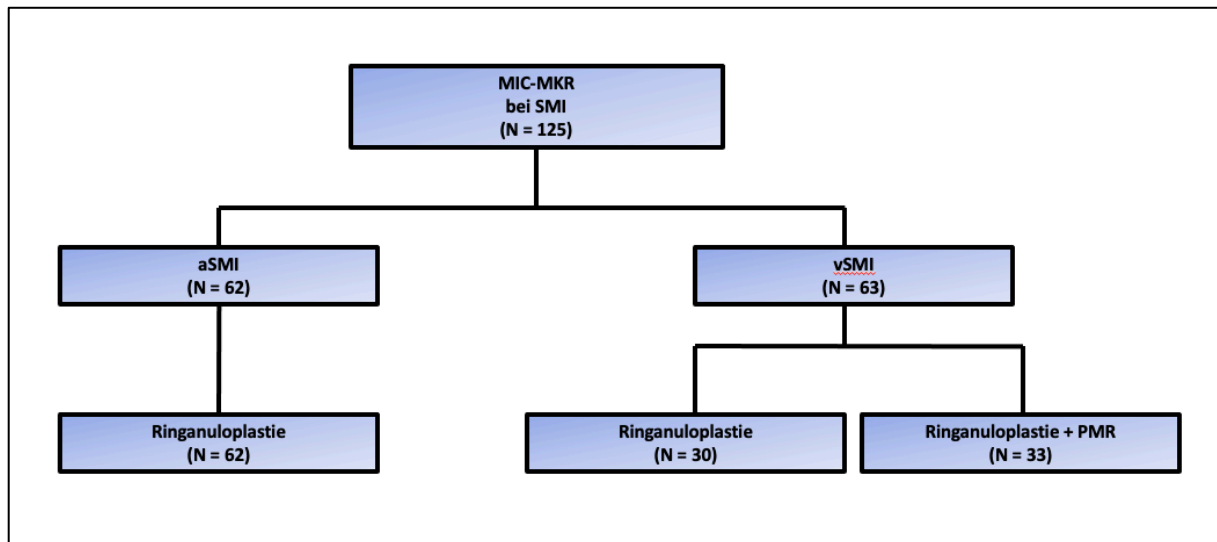 MIC-MKR
bei SMI
(N = 125)
aSMI
(N = 62)
vSMI
(N = 63)
Ringanuloplastie
(N = 62)
Ringanuloplastie
(N = 30)
Ringanuloplastie + PMR
(N = 33)